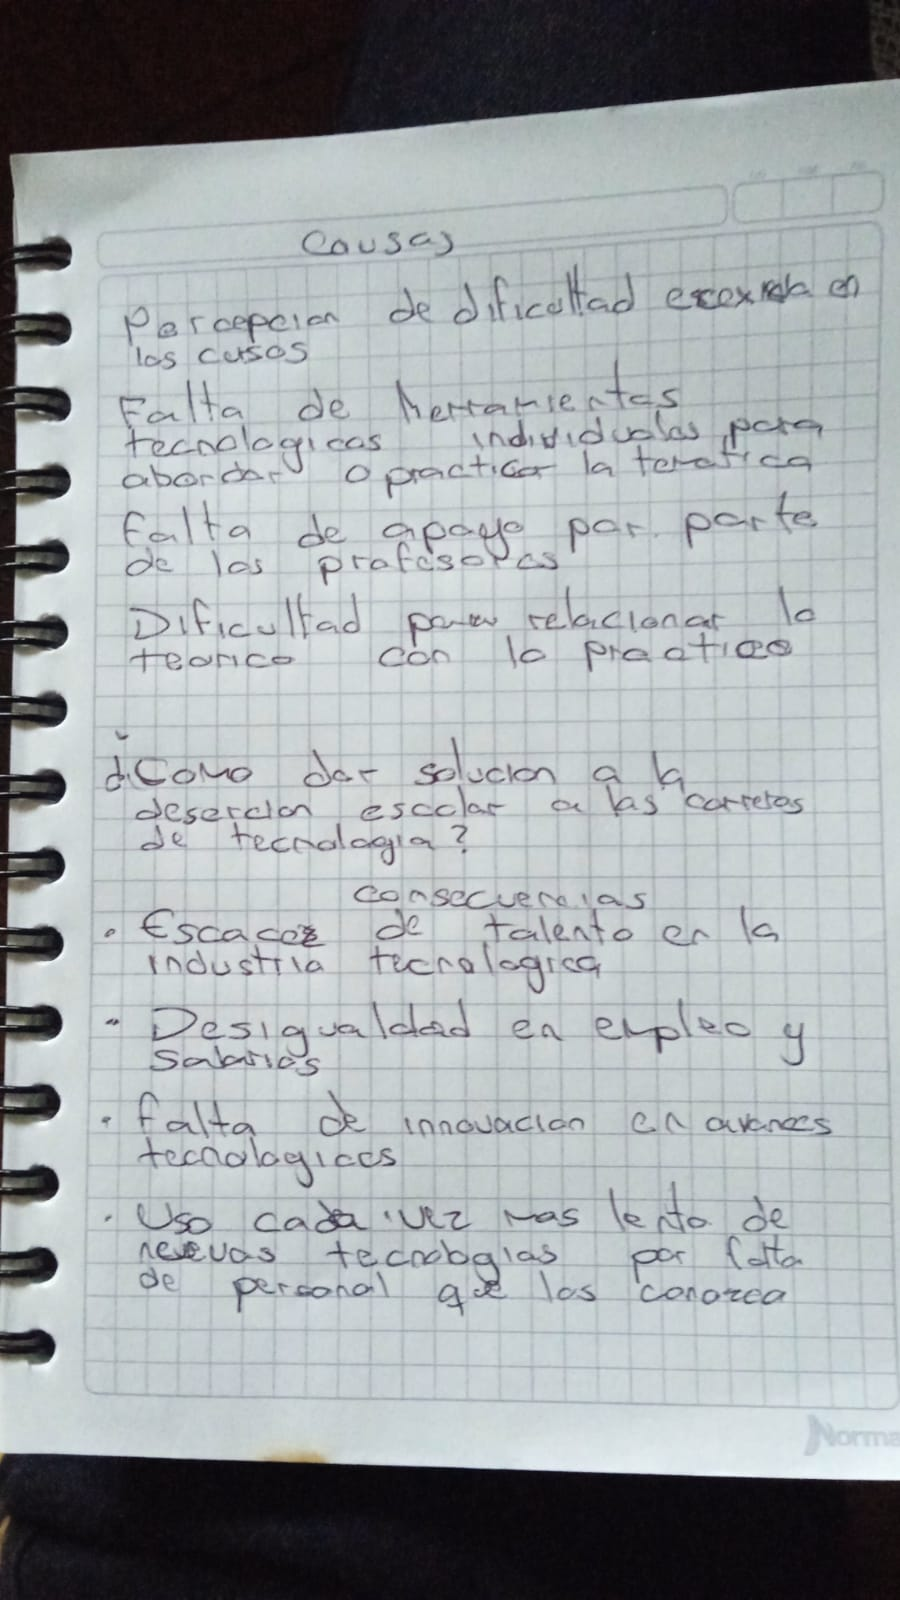 Causas
Percepcion de dificultad en
los cusos
Falta de herramientas
tecnologicas individuales para
abordar o practicar la tematica
Falta de apoyo por parte
de los profesores
Dificultad para relacionar lo
teorico con lo practico
¿Como dar solucion a la
desercion escolar a las carreras
de tecnologia?
consecuencias
• Escacez de talento en la
industria tecnologica
• Desigualdad en empleo y
salarios
• Falta de innovacion en avances
tecnologicos
• Uso cada vez mas lento de
nuevas tecnologias por falta
de personal que los conozca
Norma